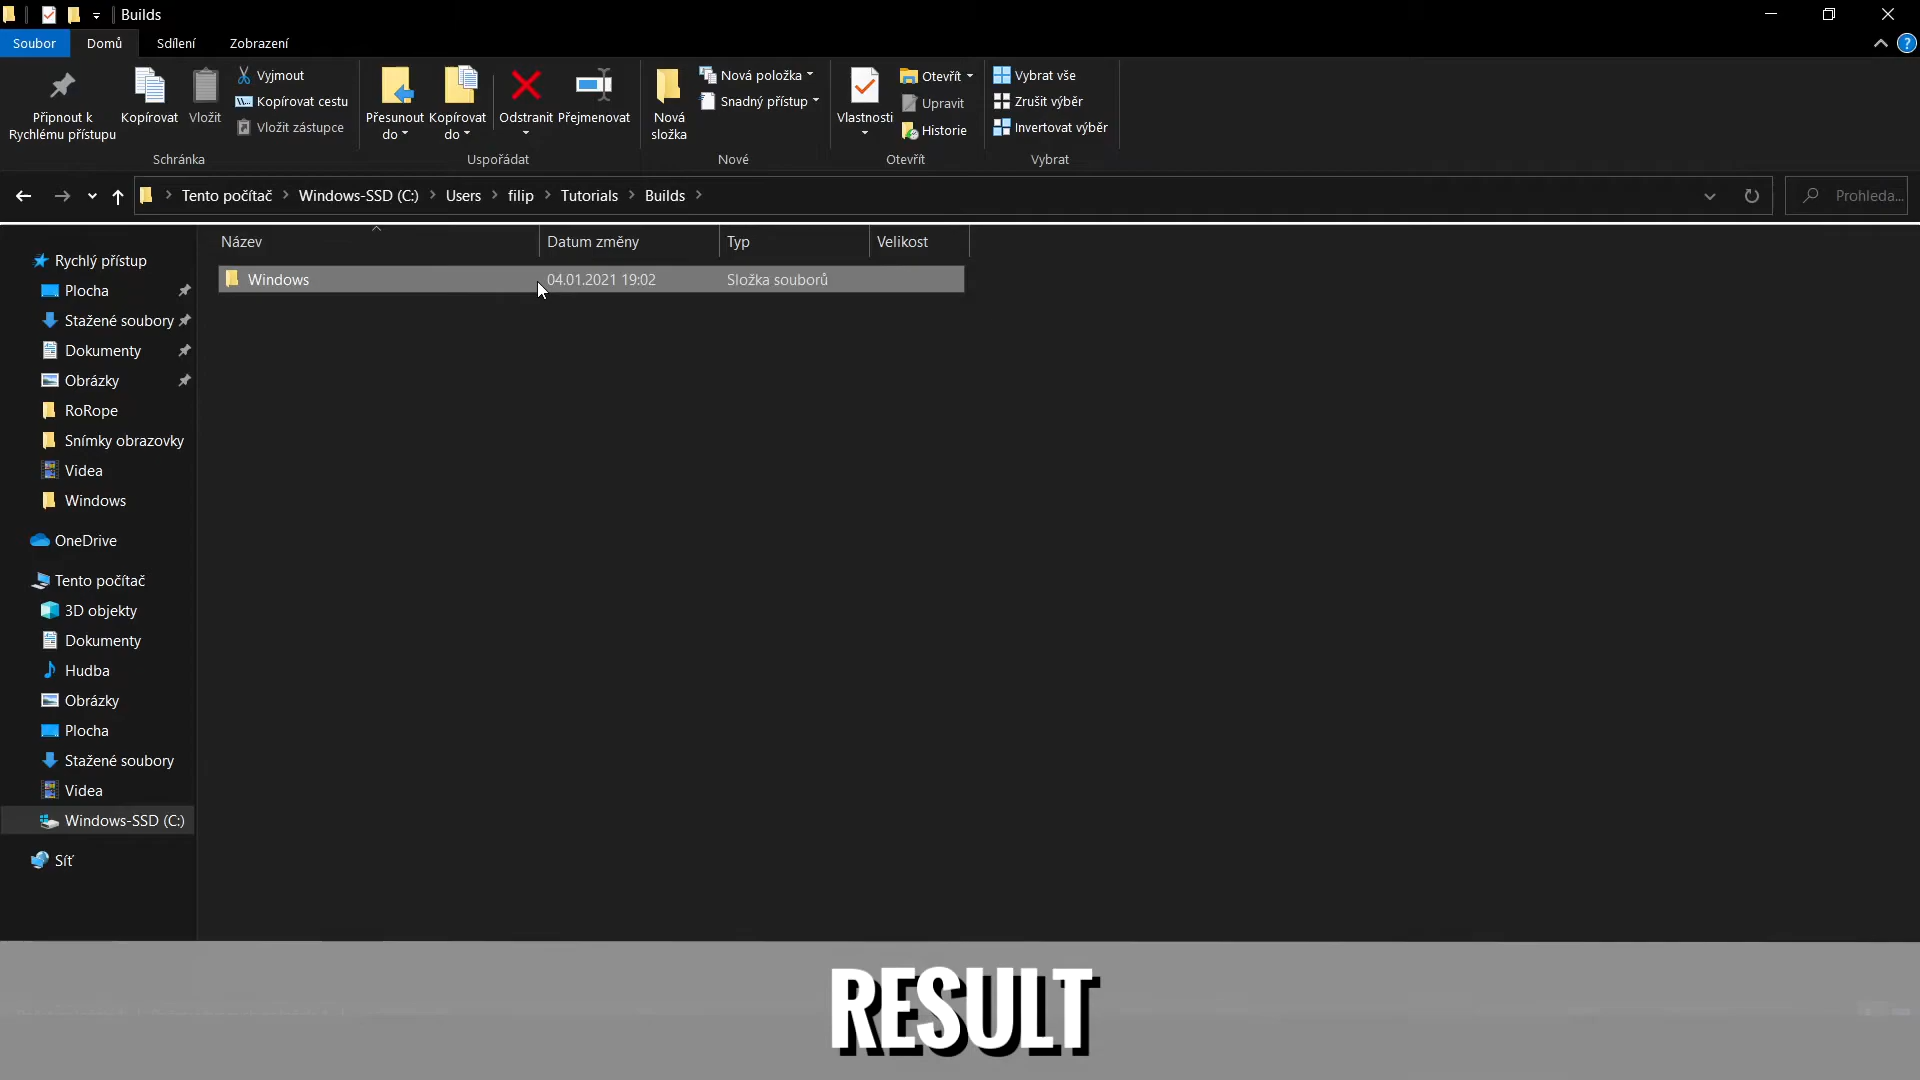 Builds
Soubor Domů Sdílení Zobrazení
Připnout k
Rychlému přístupu
Kopírovat
Vložit
Vyjmout
Kopírovat cestu
Vložit zástupce
Schránka
Přesunout
do
Kopírovat
do
Odstranit
Přejmenovat
Uspořádat
Nová
složka
Nová položka
Snadný přístup
Nové
Vlastnosti
Otevřít
Upravit
Historie
Otevřít
Vybrat vše
Zrušit výběr
Invertovat výběr
Vybrat
Tento počítač > Windows-SSD (C:) > Users > filip > Tutorials > Builds >
Prohleda...
Název Datum změny Typ Velikost
Windows 04.01.2021 19:02 Složka souborů
Rychlý přístup
Plocha
Stažené soubory
Dokumenty
Obrázky
RoRope
Snímky obrazovky
Videa
Windows
OneDrive
Tento počítač
3D objekty
Dokumenty
Hudba
Obrázky
Plocha
Stažené soubory
Videa
Windows-SSD (C:)
Síť
RESULT